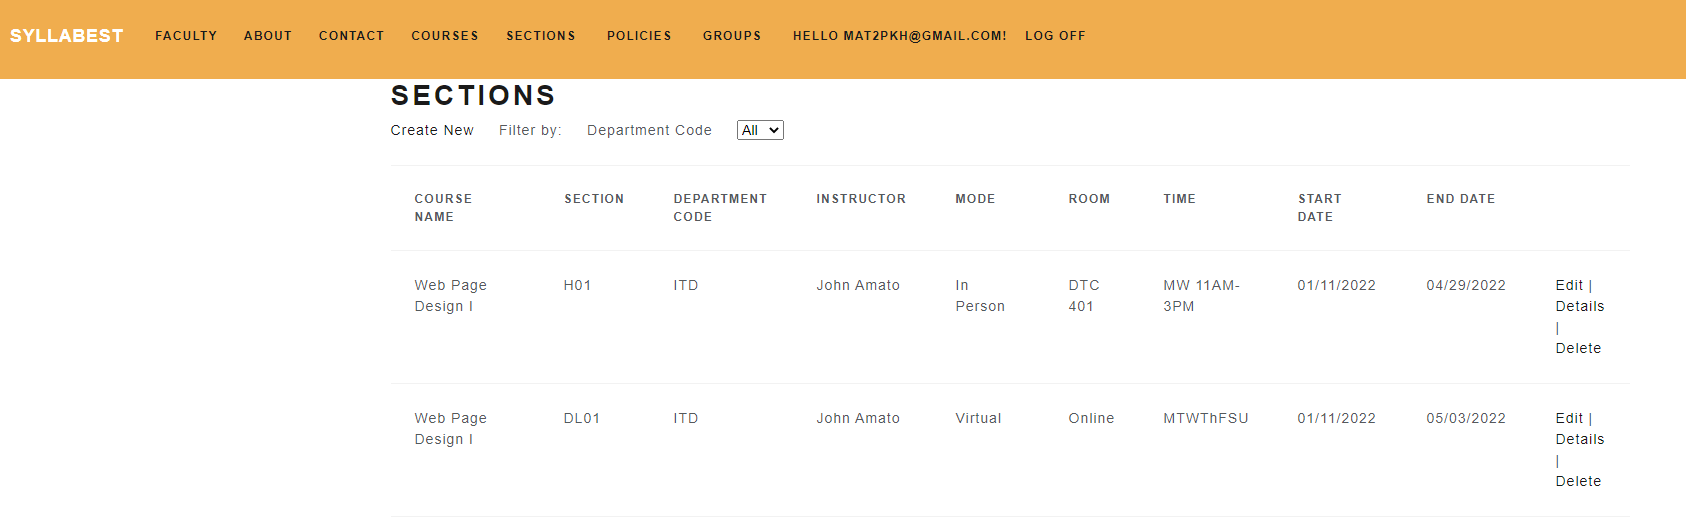 SYLLABEST FACULTY ABOUT CONTACT COURSES SECTIONS POLICIES GROUPS HELLO MAT2PKH@GMAIL.COM! LOG OFF
SECTIONS
Create New Filter by: Department Code All
COURSE NAME SECTION DEPARTMENT CODE INSTRUCTOR MODE ROOM TIME START DATE END DATE
Web Page Design I H01 ITD John Amato In Person DTC 401 MW 11AM-3PM 01/11/2022 04/29/2022 Edit | Details | Delete
Web Page Design I DL01 ITD John Amato Virtual Online MTWThFSU 01/11/2022 05/03/2022 Edit | Details | Delete